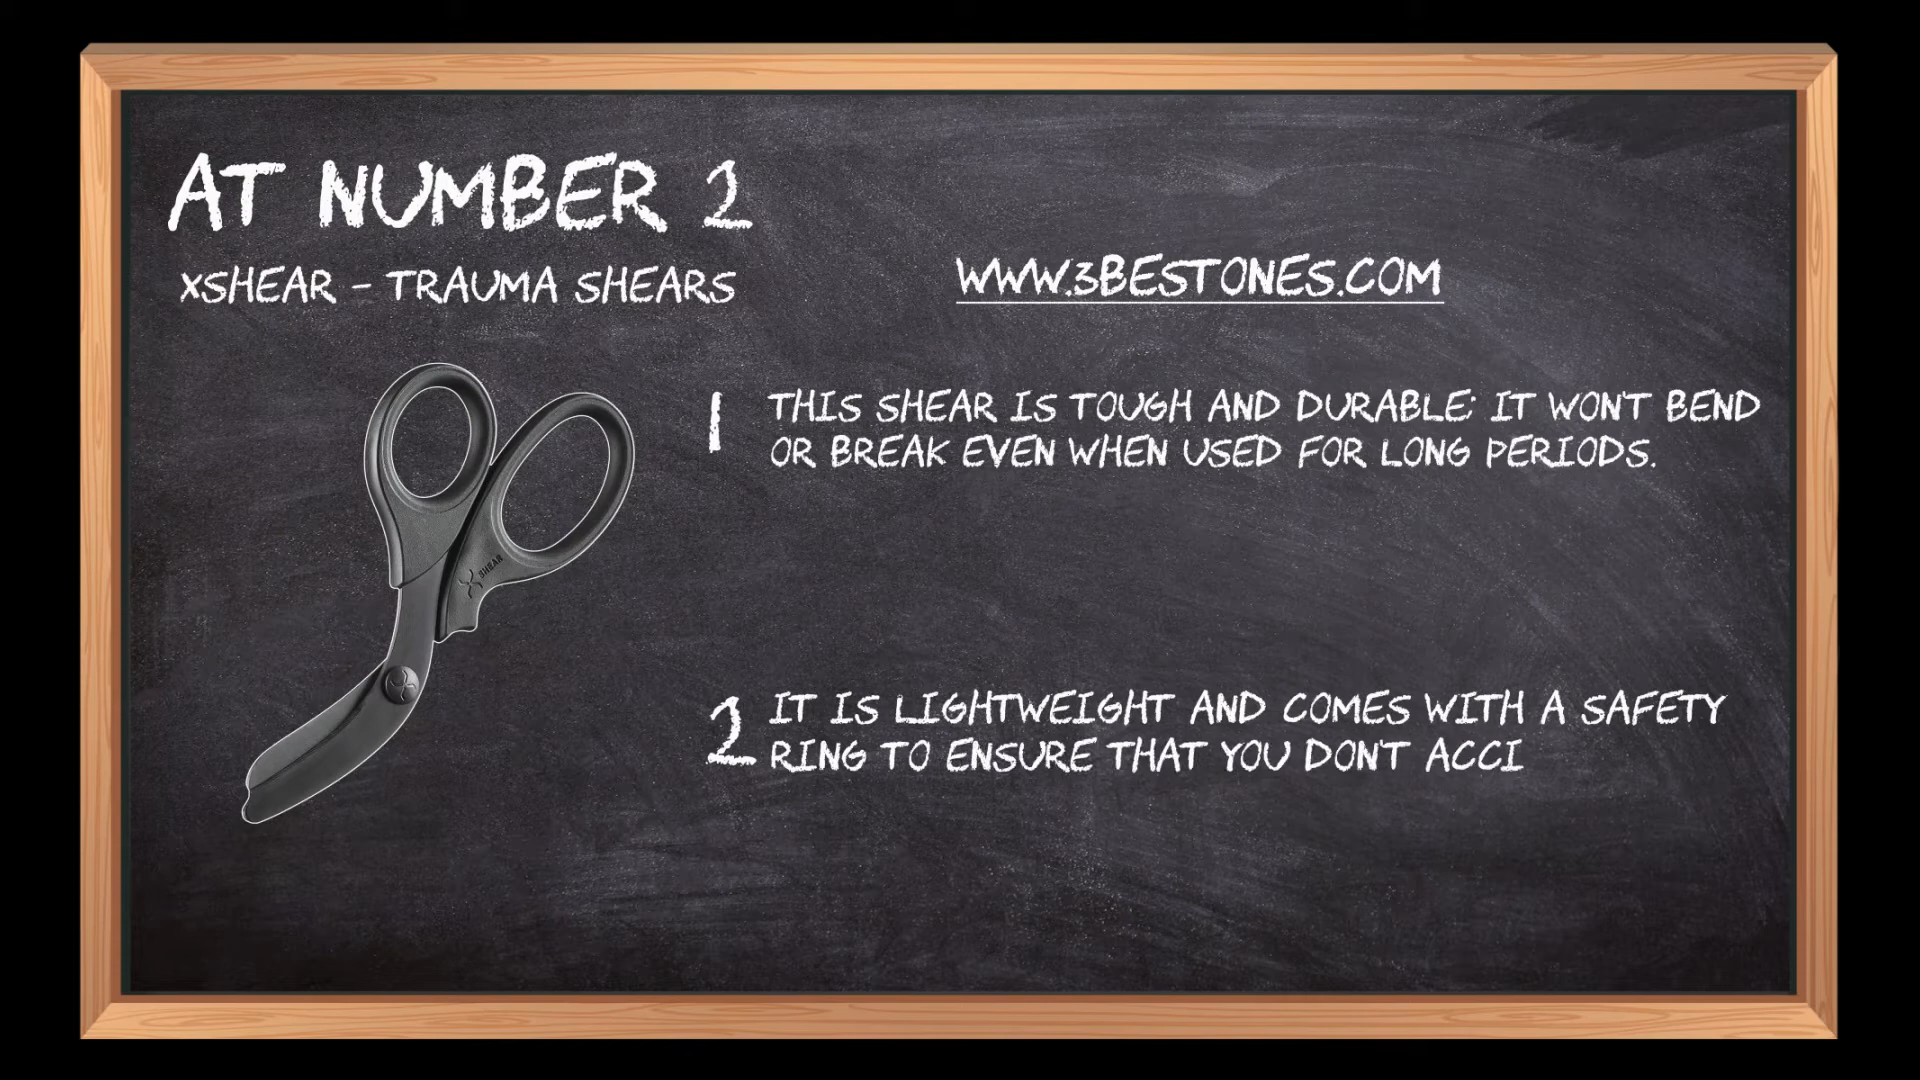 AT NUMBER 2
XSHEAR - TRAUMA SHEARS
WWW.3BESTONES.COM
1 THIS SHEAR IS TOUGH AND DURABLE; IT WON'T BEND
OR BREAK EVEN WHEN USED FOR LONG PERIODS.
2 IT IS LIGHTWEIGHT AND COMES WITH A SAFETY
RING TO ENSURE THAT YOU DON'T ACCI
X SHEAR